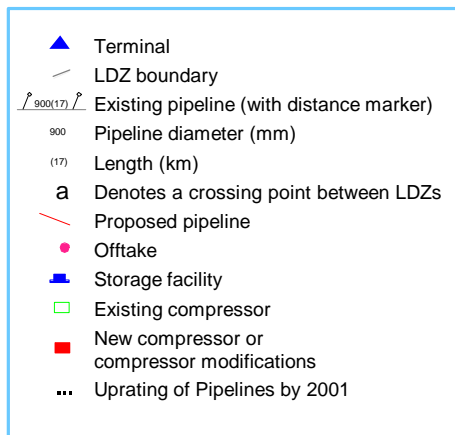 Terminal
LDZ boundary
900(17) Existing pipeline (with distance marker)
900 Pipeline diameter (mm)
(17) Length (km)
a Denotes a crossing point between LDZs
Proposed pipeline
Offtake
Storage facility
Existing compressor
New compressor or
compressor modifications
Uprating of Pipelines by 2001